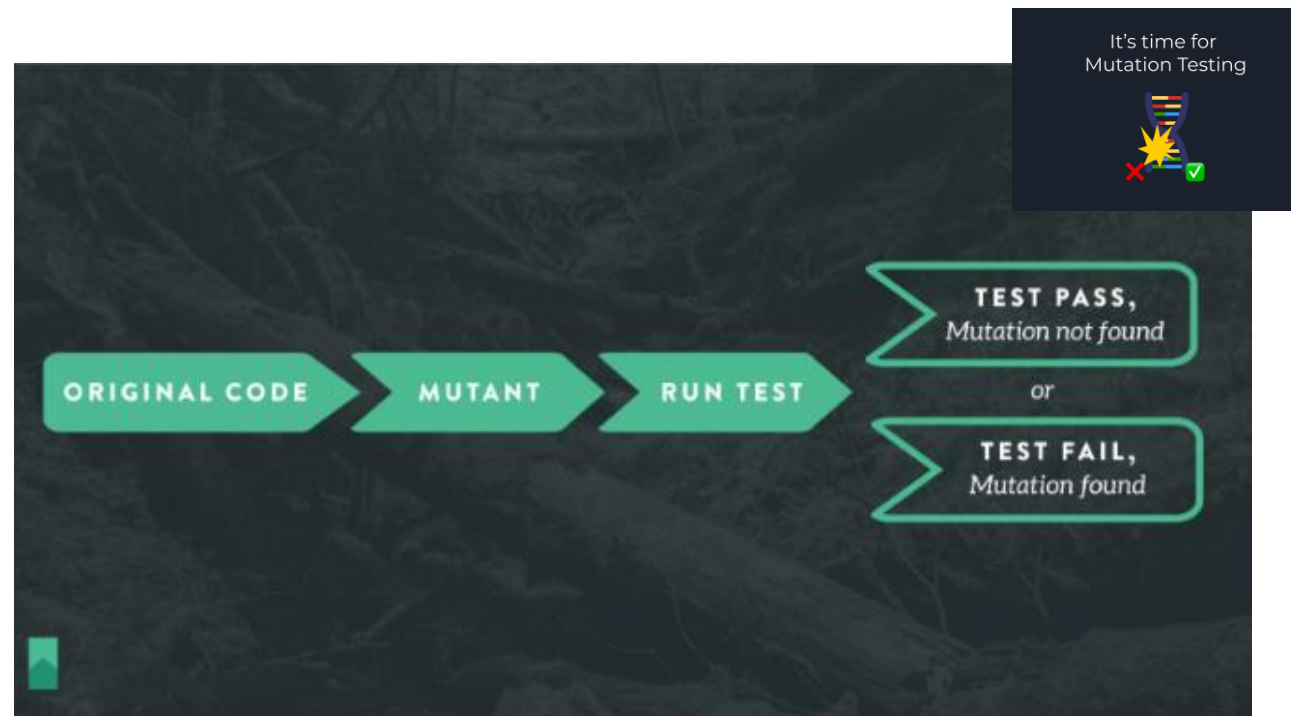 It's time for
Mutation Testing
ORIGINAL CODE
MUTANT
RUN TEST
TEST PASS,
Mutation not found
or
TEST FAIL,
Mutation found